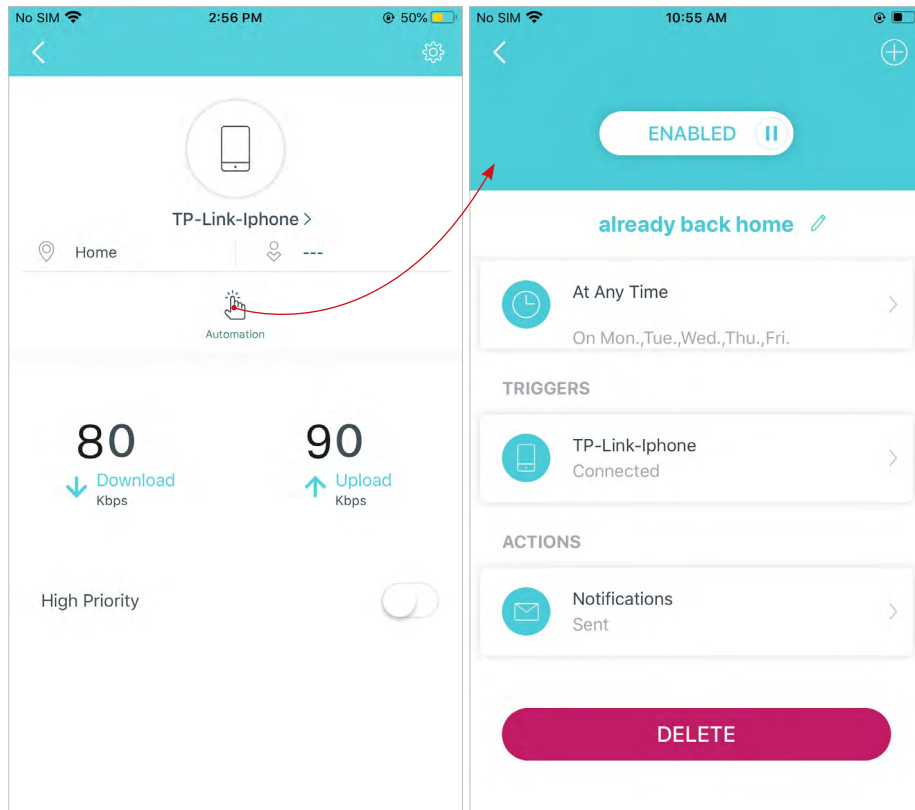 No SIM 2:56 PM 50%
TP-Link-Iphone >
Home ---
Automation
80 90
Download Upload
Kbps Kbps
High Priority
No SIM 10:55 AM
ENABLED
already back home
At Any Time
On Mon.,Tue.,Wed.,Thu.,Fri.
TRIGGERS
TP-Link-Iphone
Connected
ACTIONS
Notifications
Sent
DELETE